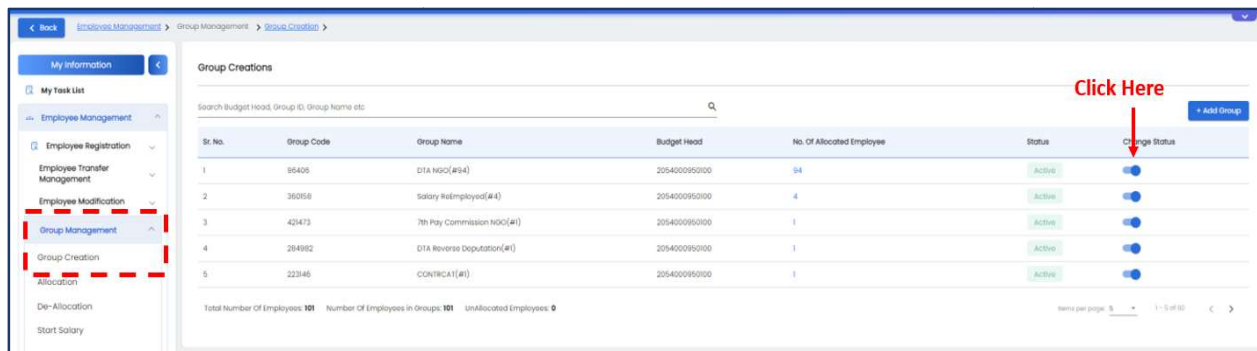 Back Employee Management > Group Management > Group Creation >
My Information
My Task List
Employee Management
Employee Registration
Employee Transfer
Management
Employee Modification
Group Management
Group Creation
Allocation
De-Allocation
Start Salary
Group Creations
Click Here
Search Budget Head, Group ID, Group Name etc
+ Add Group
Sr. No. Group Code Group Name Budget Head No. Of Allocated Employee Status Change Status
1 96405 DTA NGO(#94) 2054000950100 94 Active
2 360158 Salary ReEmployed(#4) 2054000950100 4 Active
3 421473 7th Pay Commission NGO(#1) 2054000950100 1 Active
4 284982 DTA Reverse Deputation(#1) 2054000950100 1 Active
5 223146 CONTRCAT(#1) 2054000950100 1 Active
Total Number Of Employees: 101 Number Of Employees in Groups: 101 UnAllocated Employees: 0 Items per page: 5